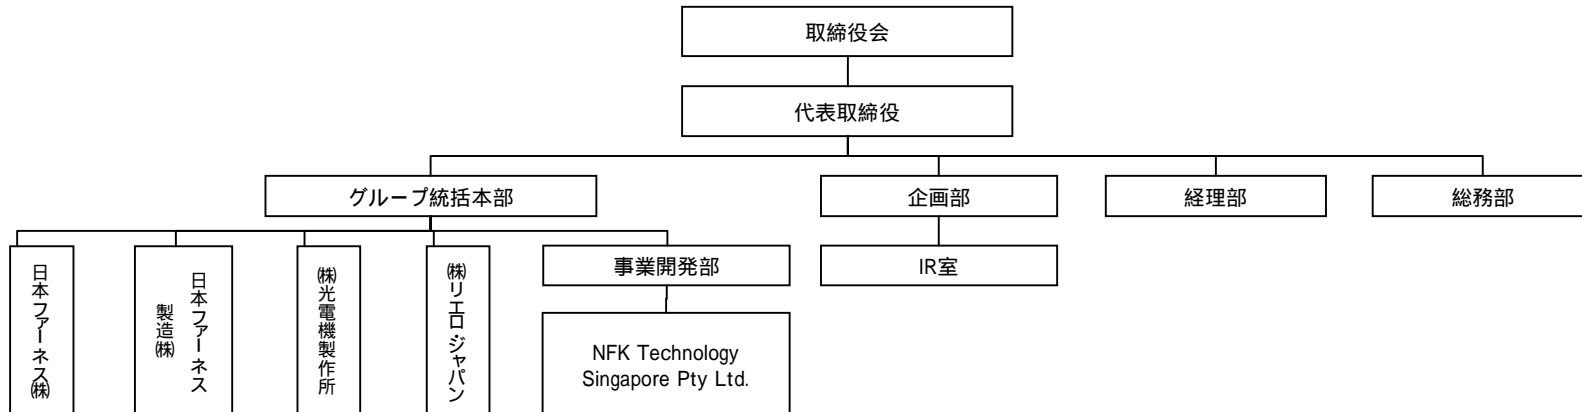 取締役会
代表取締役
グループ統括本部
企画部
経理部
総務部
日本ファーネス㈱
日本ファーネス
製造㈱
㈱光電機製作所
㈱リエロ・ジャパン
事業開発部
IR室
NFK Technology
Singapore Pty Ltd.